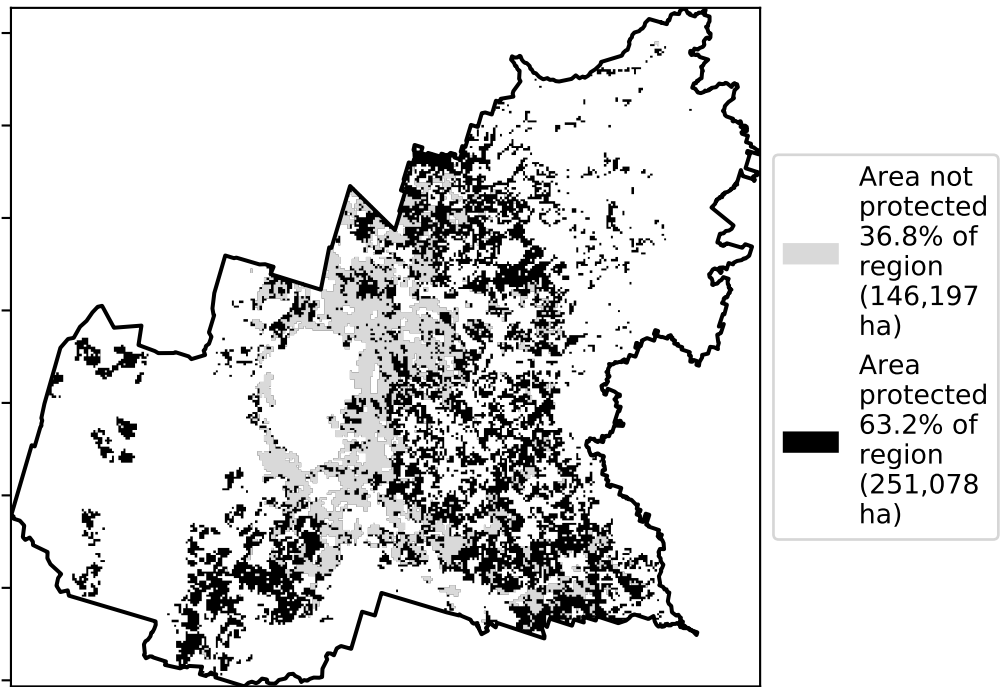 Area not
protected
36.8% of
region
(146,197
ha)
Area
protected
63.2% of
region
(251,078
ha)